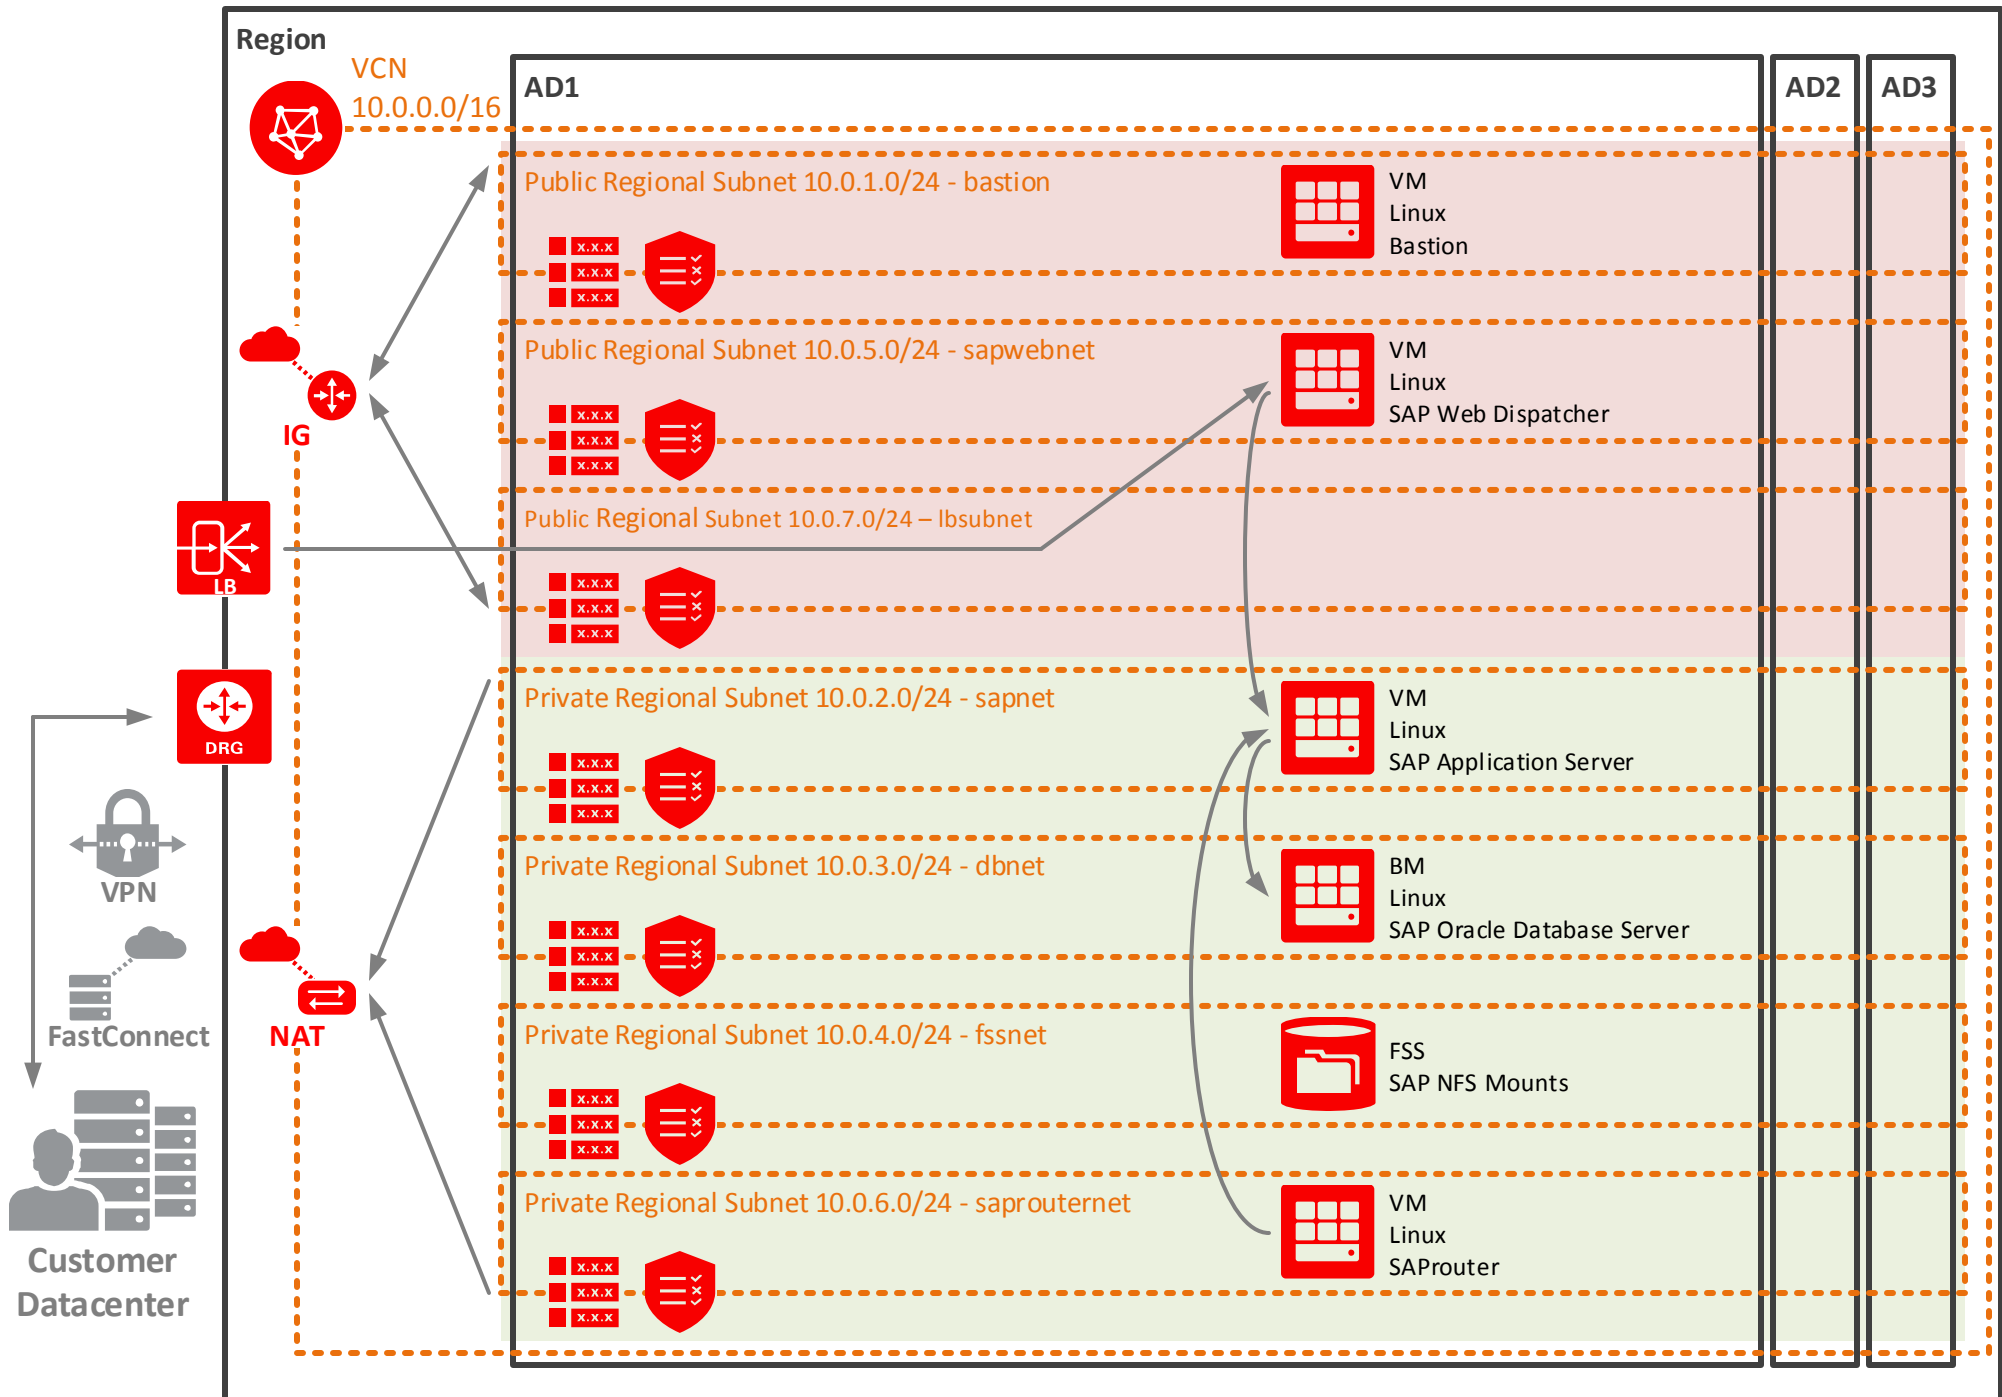 Region
VCN
10.0.0.0/16
AD1
AD2
AD3
Public Regional Subnet 10.0.1.0/24 - bastion
x.x.x
x.x.x
x.x.x
VM
Linux
Bastion
IG
Public Regional Subnet 10.0.5.0/24 - sapwebnet
x.x.x
x.x.x
x.x.x
VM
Linux
SAP Web Dispatcher
LB
Public Regional Subnet 10.0.7.0/24 – lbsubnet
x.x.x
x.x.x
x.x.x
DRG
Private Regional Subnet 10.0.2.0/24 - sapnet
x.x.x
x.x.x
x.x.x
VM
Linux
SAP Application Server
VPN
Private Regional Subnet 10.0.3.0/24 - dbnet
x.x.x
x.x.x
x.x.x
BM
Linux
SAP Oracle Database Server
FastConnect
NAT
Private Regional Subnet 10.0.4.0/24 - fssnet
x.x.x
x.x.x
x.x.x
FSS
SAP NFS Mounts
Customer
Datacenter
Private Regional Subnet 10.0.6.0/24 - saprouternet
x.x.x
x.x.x
x.x.x
VM
Linux
SAProuter